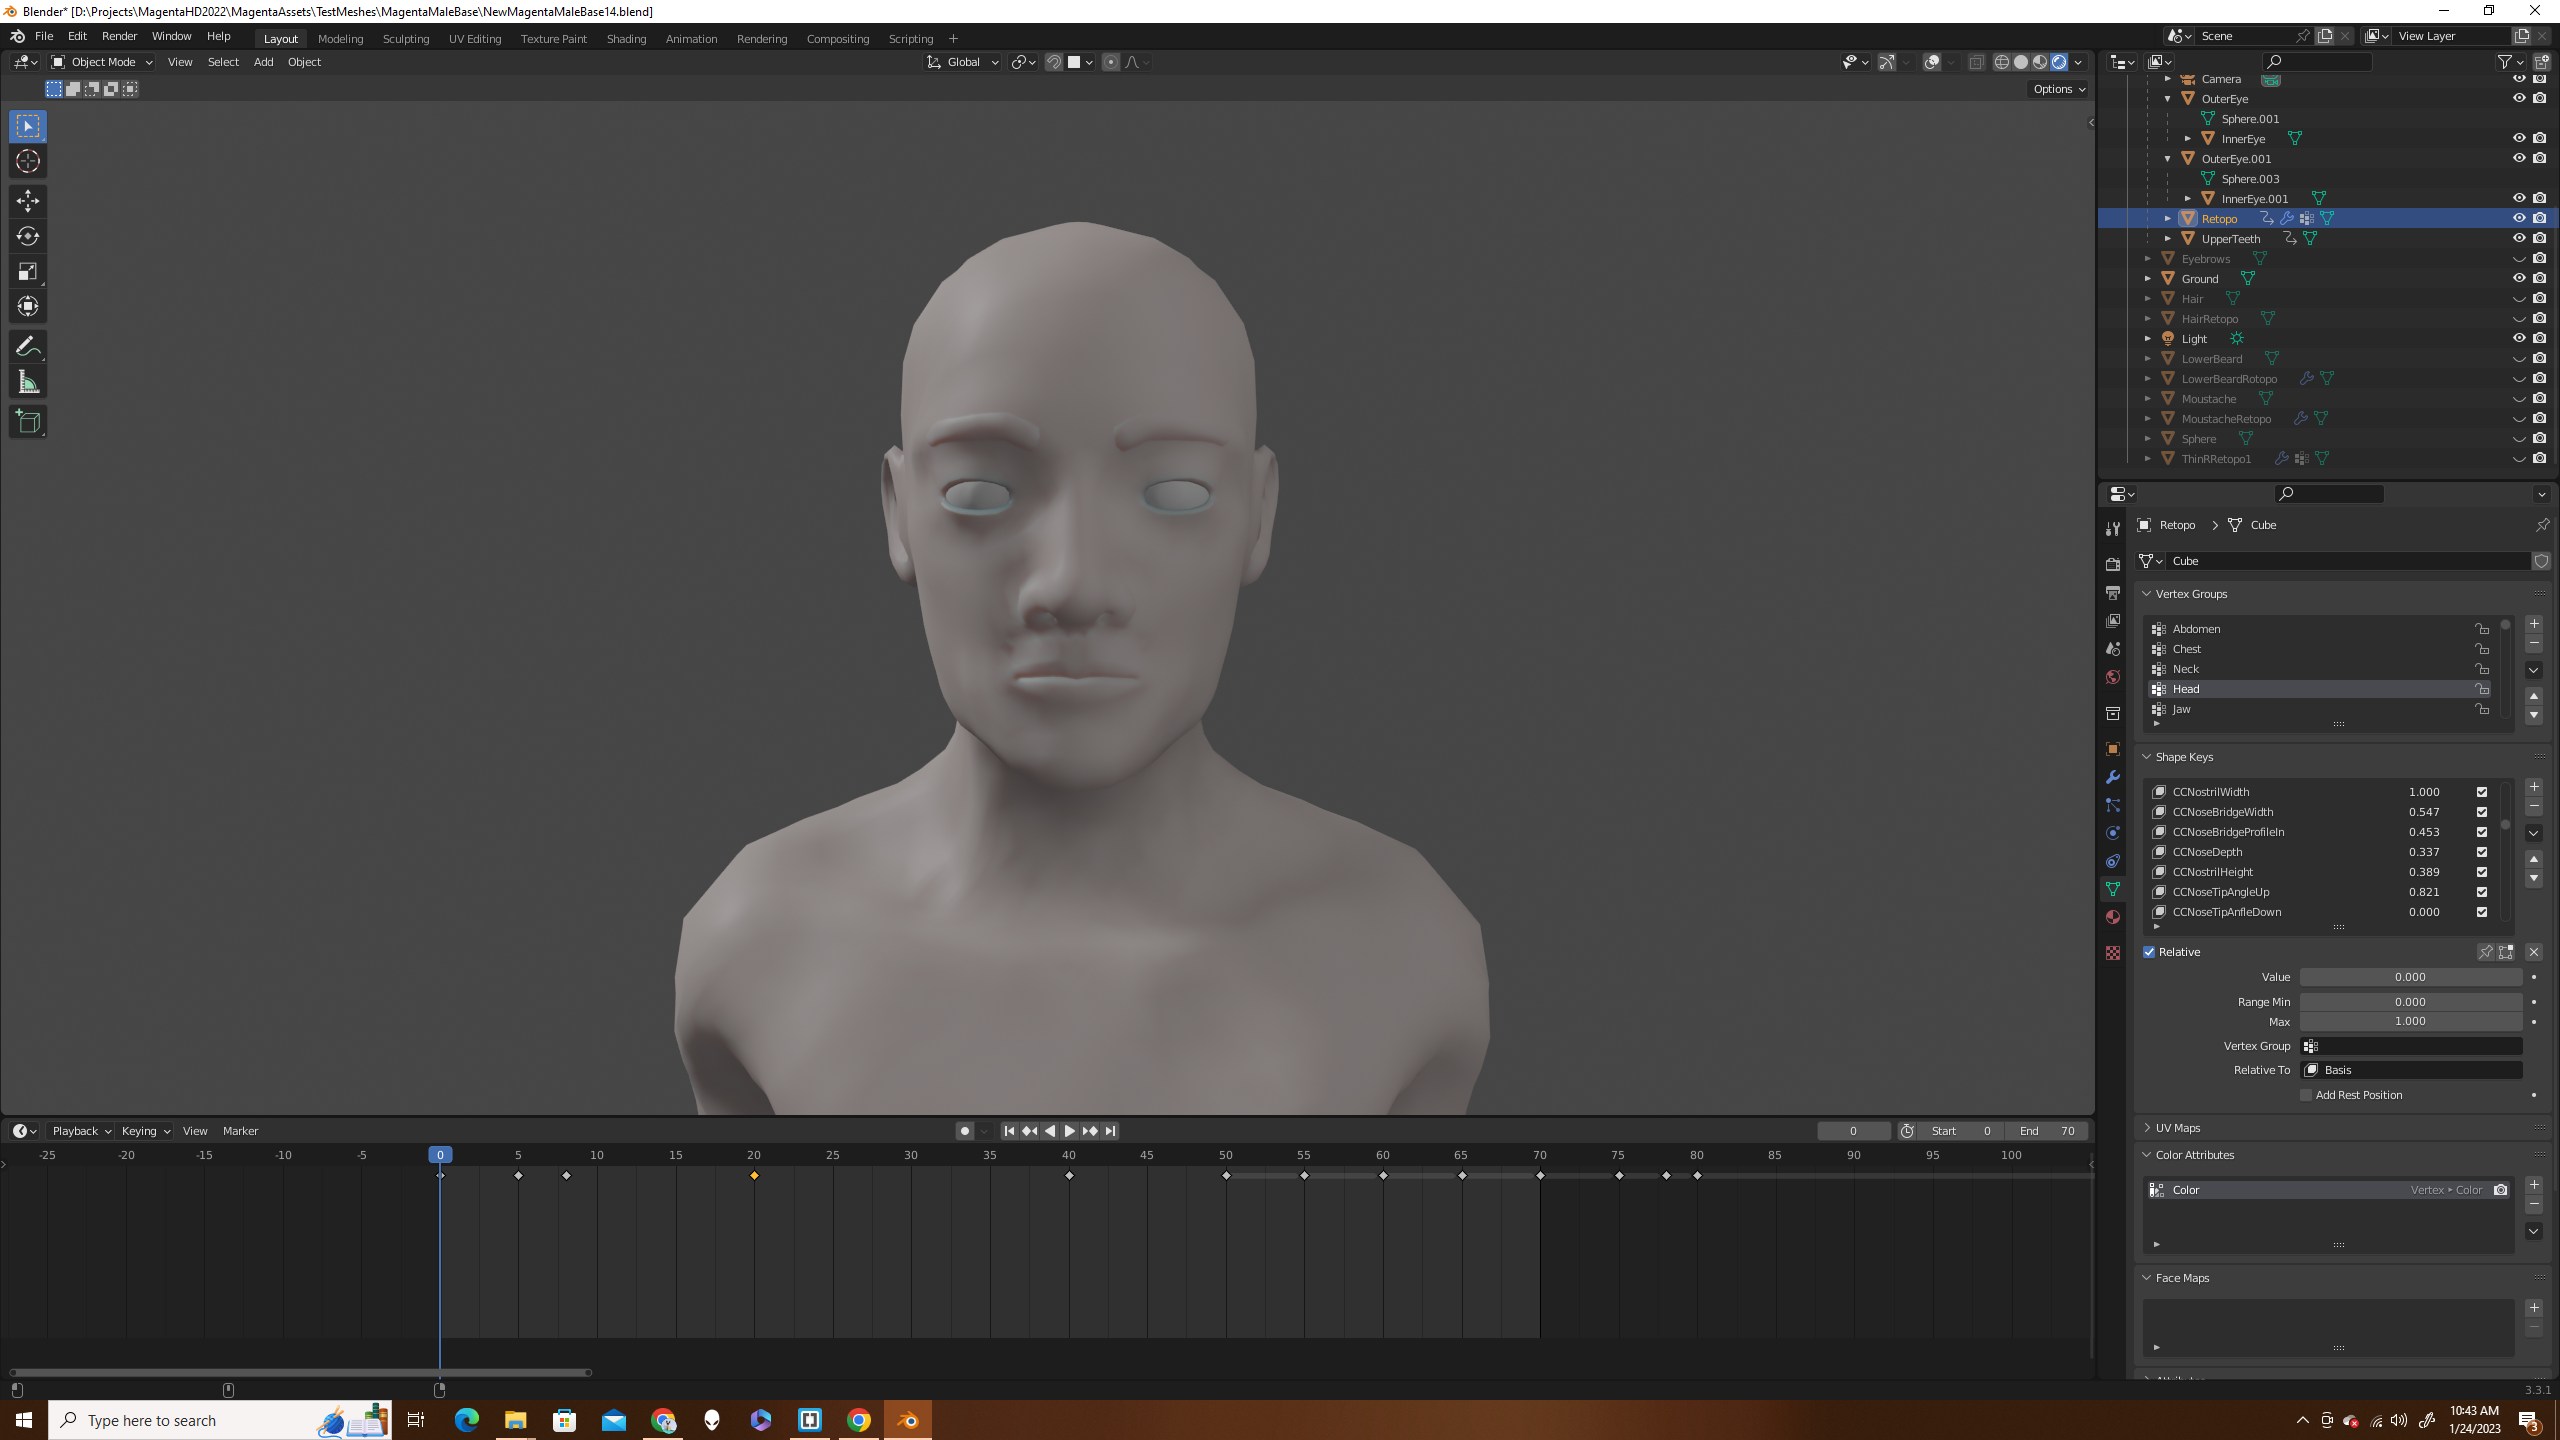 Blender* [D:\Projects\MagentaHD2022\MagentaAssets\TestMeshes\MagentaMaleBase\NewMagentaMaleBase14.blend]
File Edit Render Window Help Layout Modeling Sculpting UV Editing Texture Paint Shading Animation Rendering Compositing Scripting + Scene View Layer
Object Mode View Select Add Object Global
Options
Camera
OuterEye
Sphere.001
InnerEye
OuterEye.001
Sphere.003
InnerEye.001
Retopo
UpperTeeth
Eyebrows
Ground
Hair
HairRetopo
Light
LowerBeard
LowerBeardRotopo
Moustache
MoustacheRetopo
Sphere
ThinRRetopo1
Retopo > Cube
Cube
Vertex Groups
Abdomen
Chest
Neck
Head
Jaw
Shape Keys
CCNostrilWidth 1.000
CCNoseBridgeWidth 0.547
CCNoseBridgeProfileIn 0.453
CCNoseDepth 0.337
CCNostrilHeight 0.389
CCNoseTipAngleUp 0.821
CCNoseTipAnfleDown 0.000
Relative
Value 0.000
Range Min 0.000
Max 1.000
Vertex Group
Relative To Basis
Add Rest Position
UV Maps
Color Attributes
Color Vertex ▸ Color
Face Maps
Playback Keying View Marker 0 Start 0 End 70
-25 -20 -15 -10 -5 0 5 10 15 20 25 30 35 40 45 50 55 60 65 70 75 80 85 90 95 100
3.3.1
Type here to search
10:43 AM
1/24/2023
3